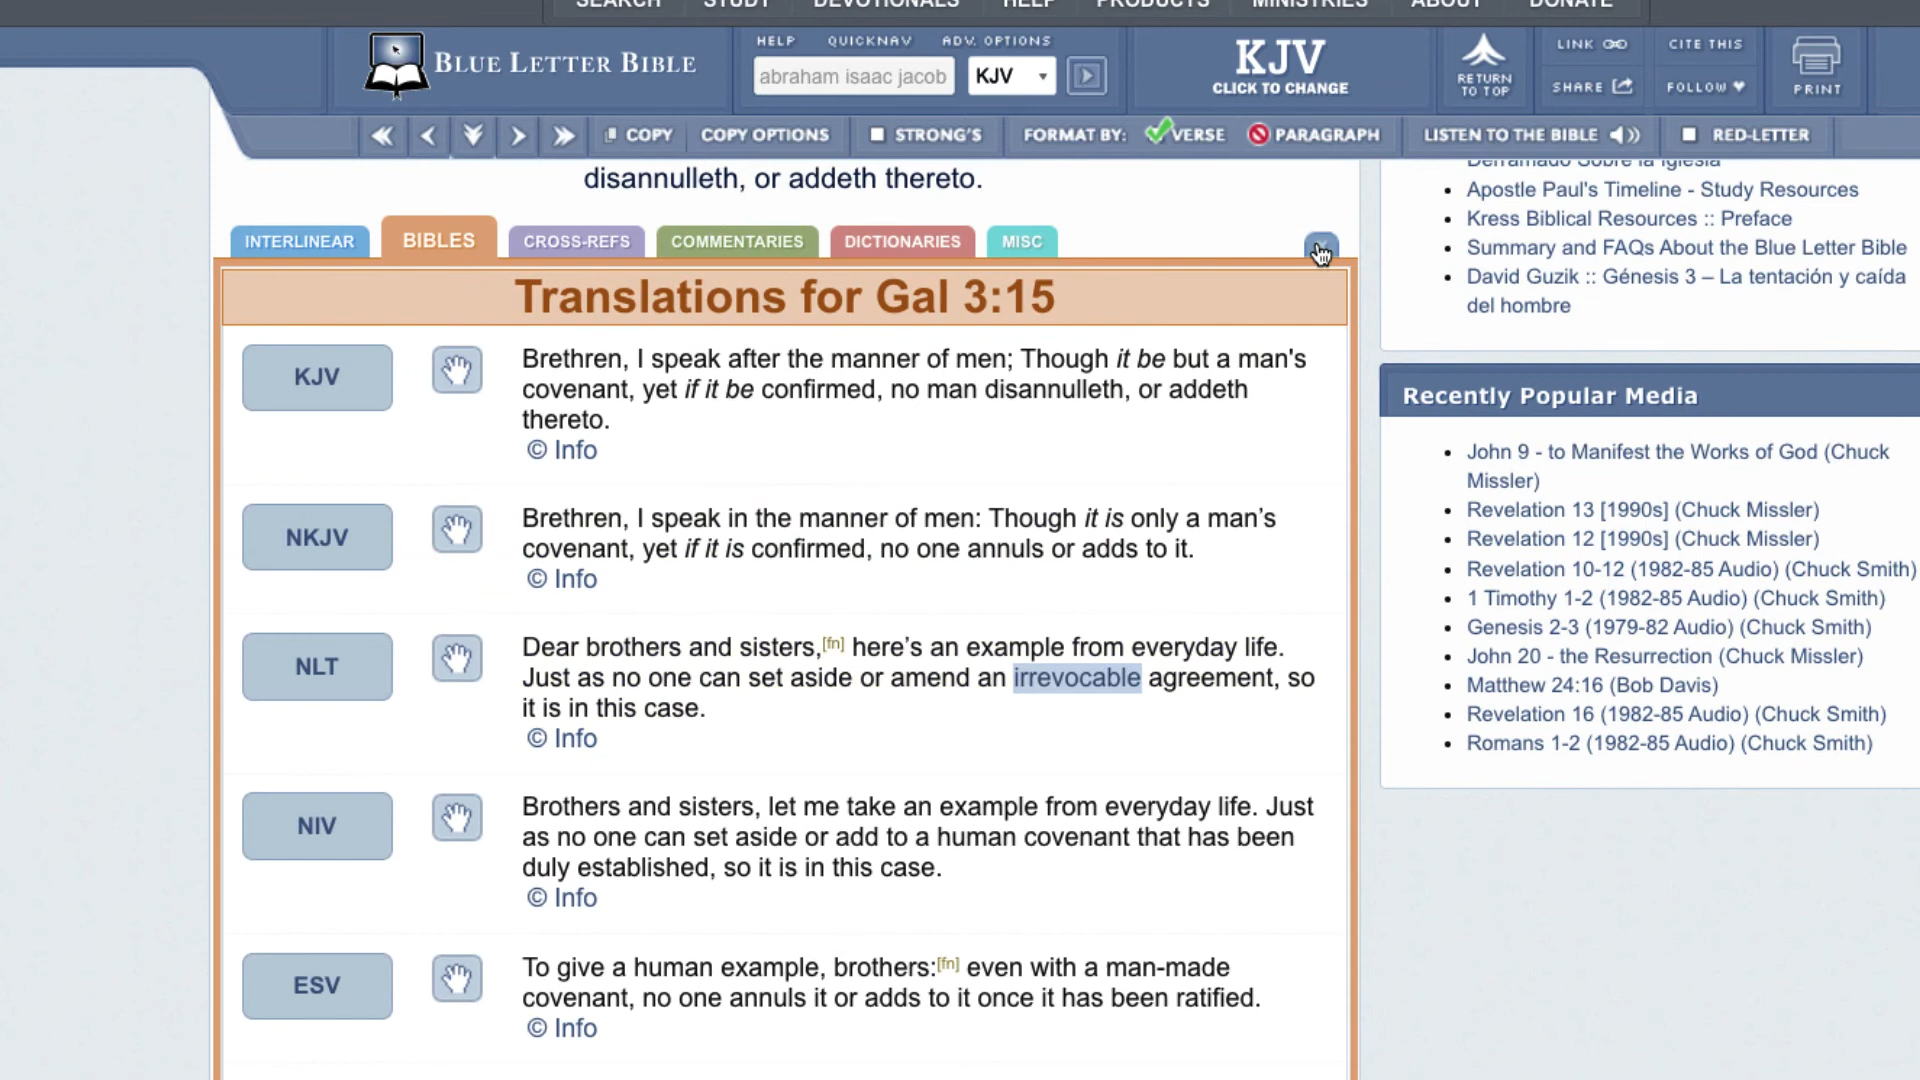 SEARCH STUDY DEVOTIONALS HELP PRODUCTS MINISTRIES ABOUT DONATE
BLUE LETTER BIBLE
HELP QUICKNAV ADV. OPTIONS
abraham isaac jacob KJV
KJV
CLICK TO CHANGE
RETURN
TO TOP
LINK
SHARE
CITE THIS
FOLLOW
PRINT
COPY COPY OPTIONS STRONG'S FORMAT BY: VERSE PARAGRAPH LISTEN TO THE BIBLE RED-LETTER
disannulleth, or addeth thereto.
INTERLINEAR BIBLES CROSS-REFS COMMENTARIES DICTIONARIES MISC
Translations for Gal 3:15
KJV
Brethren, I speak after the manner of men; Though it be but a man's
covenant, yet if it be confirmed, no man disannulleth, or addeth
thereto.
© Info
NKJV
Brethren, I speak in the manner of men: Though it is only a man’s
covenant, yet if it is confirmed, no one annuls or adds to it.
© Info
NLT
Dear brothers and sisters,[fn] here’s an example from everyday life.
Just as no one can set aside or amend an irrevocable agreement, so
it is in this case.
© Info
NIV
Brothers and sisters, let me take an example from everyday life. Just
as no one can set aside or add to a human covenant that has been
duly established, so it is in this case.
© Info
ESV
To give a human example, brothers:[fn] even with a man-made
covenant, no one annuls it or adds to it once it has been ratified.
© Info
Derramado Sobre la Iglesia
Apostle Paul's Timeline - Study Resources
Kress Biblical Resources :: Preface
Summary and FAQs About the Blue Letter Bible
David Guzik :: Génesis 3 – La tentación y caída
del hombre
Recently Popular Media
John 9 - to Manifest the Works of God (Chuck
Missler)
Revelation 13 [1990s] (Chuck Missler)
Revelation 12 [1990s] (Chuck Missler)
Revelation 10-12 (1982-85 Audio) (Chuck Smith)
1 Timothy 1-2 (1982-85 Audio) (Chuck Smith)
Genesis 2-3 (1979-82 Audio) (Chuck Smith)
John 20 - the Resurrection (Chuck Missler)
Matthew 24:16 (Bob Davis)
Revelation 16 (1982-85 Audio) (Chuck Smith)
Romans 1-2 (1982-85 Audio) (Chuck Smith)